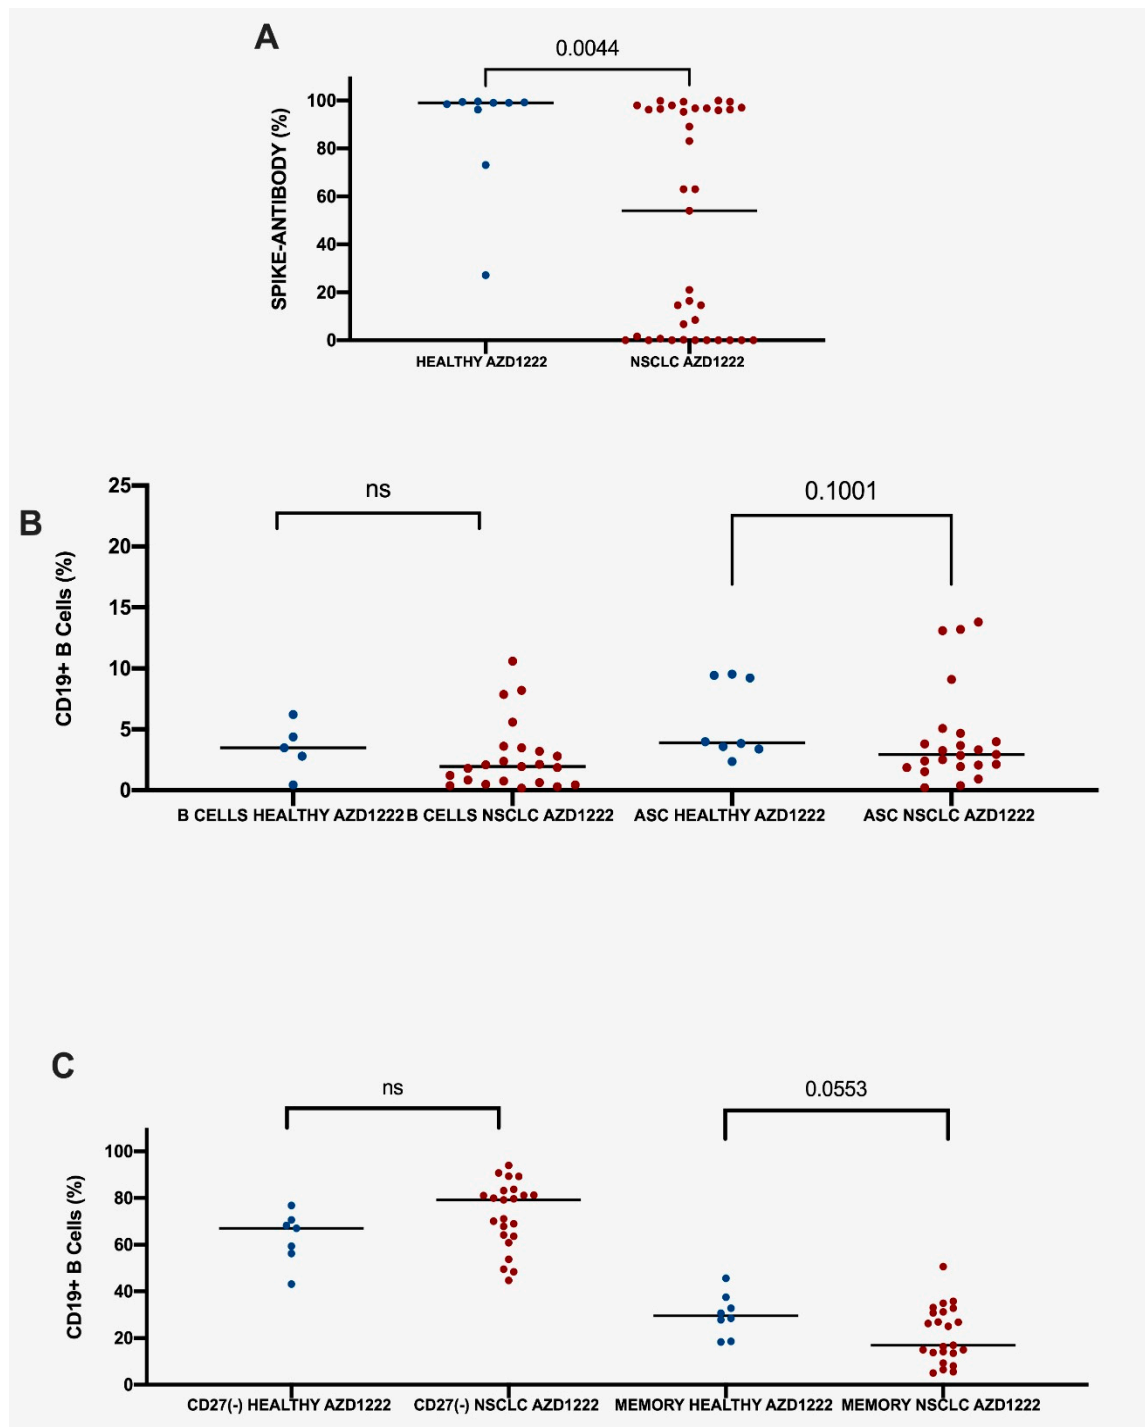 A
0.0044
SPIKE-ANTIBODY (%)
100
80
60
40
20
0
HEALTHY AZD1222 NSCLC AZD1222
B
ns 0.1001
CD19+ B Cells (%)
25
20
15
10
5
0
B CELLS HEALTHY AZD1222 B CELLS NSCLC AZD1222 ASC HEALTHY AZD1222 ASC NSCLC AZD1222
C
ns 0.0553
CD19+ B Cells (%)
100
80
60
40
20
0
CD27(-) HEALTHY AZD1222 CD27(-) NSCLC AZD1222 MEMORY HEALTHY AZD1222 MEMORY NSCLC AZD1222